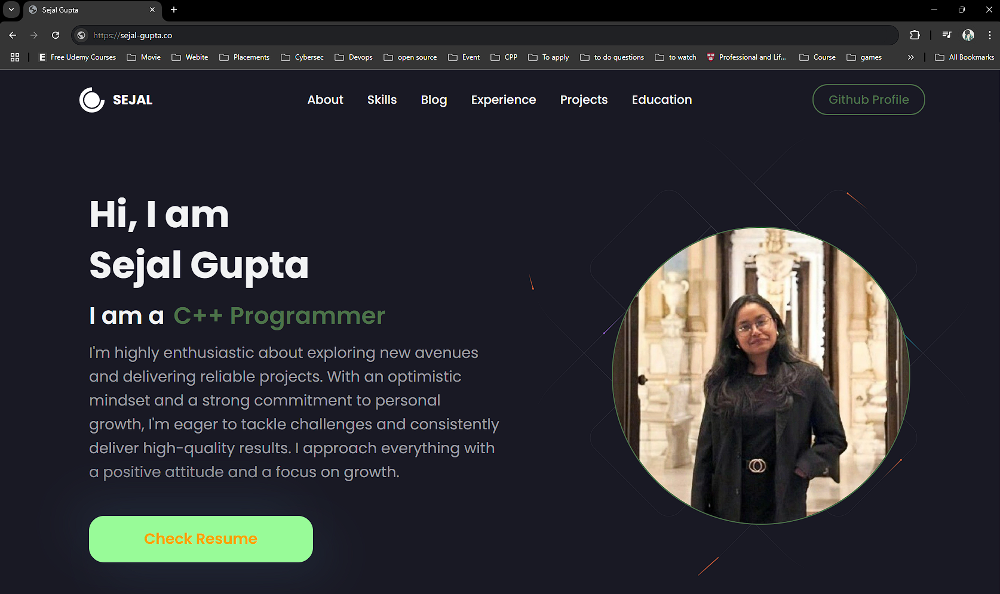 Sejal Gupta
https://sejal-gupta.co
Free Udemy Courses Movie Webite Placements Cybersec Devops open source Event CPP To apply to do questions to watch Professional and Lif... Course games All Bookmarks
SEJAL About Skills Blog Experience Projects Education Github Profile
Hi, I am
Sejal Gupta
I am a C++ Programmer
I'm highly enthusiastic about exploring new avenues
and delivering reliable projects. With an optimistic
mindset and a strong commitment to personal
growth, I'm eager to tackle challenges and consistently
deliver high-quality results. I approach everything with
a positive attitude and a focus on growth.
Check Resume